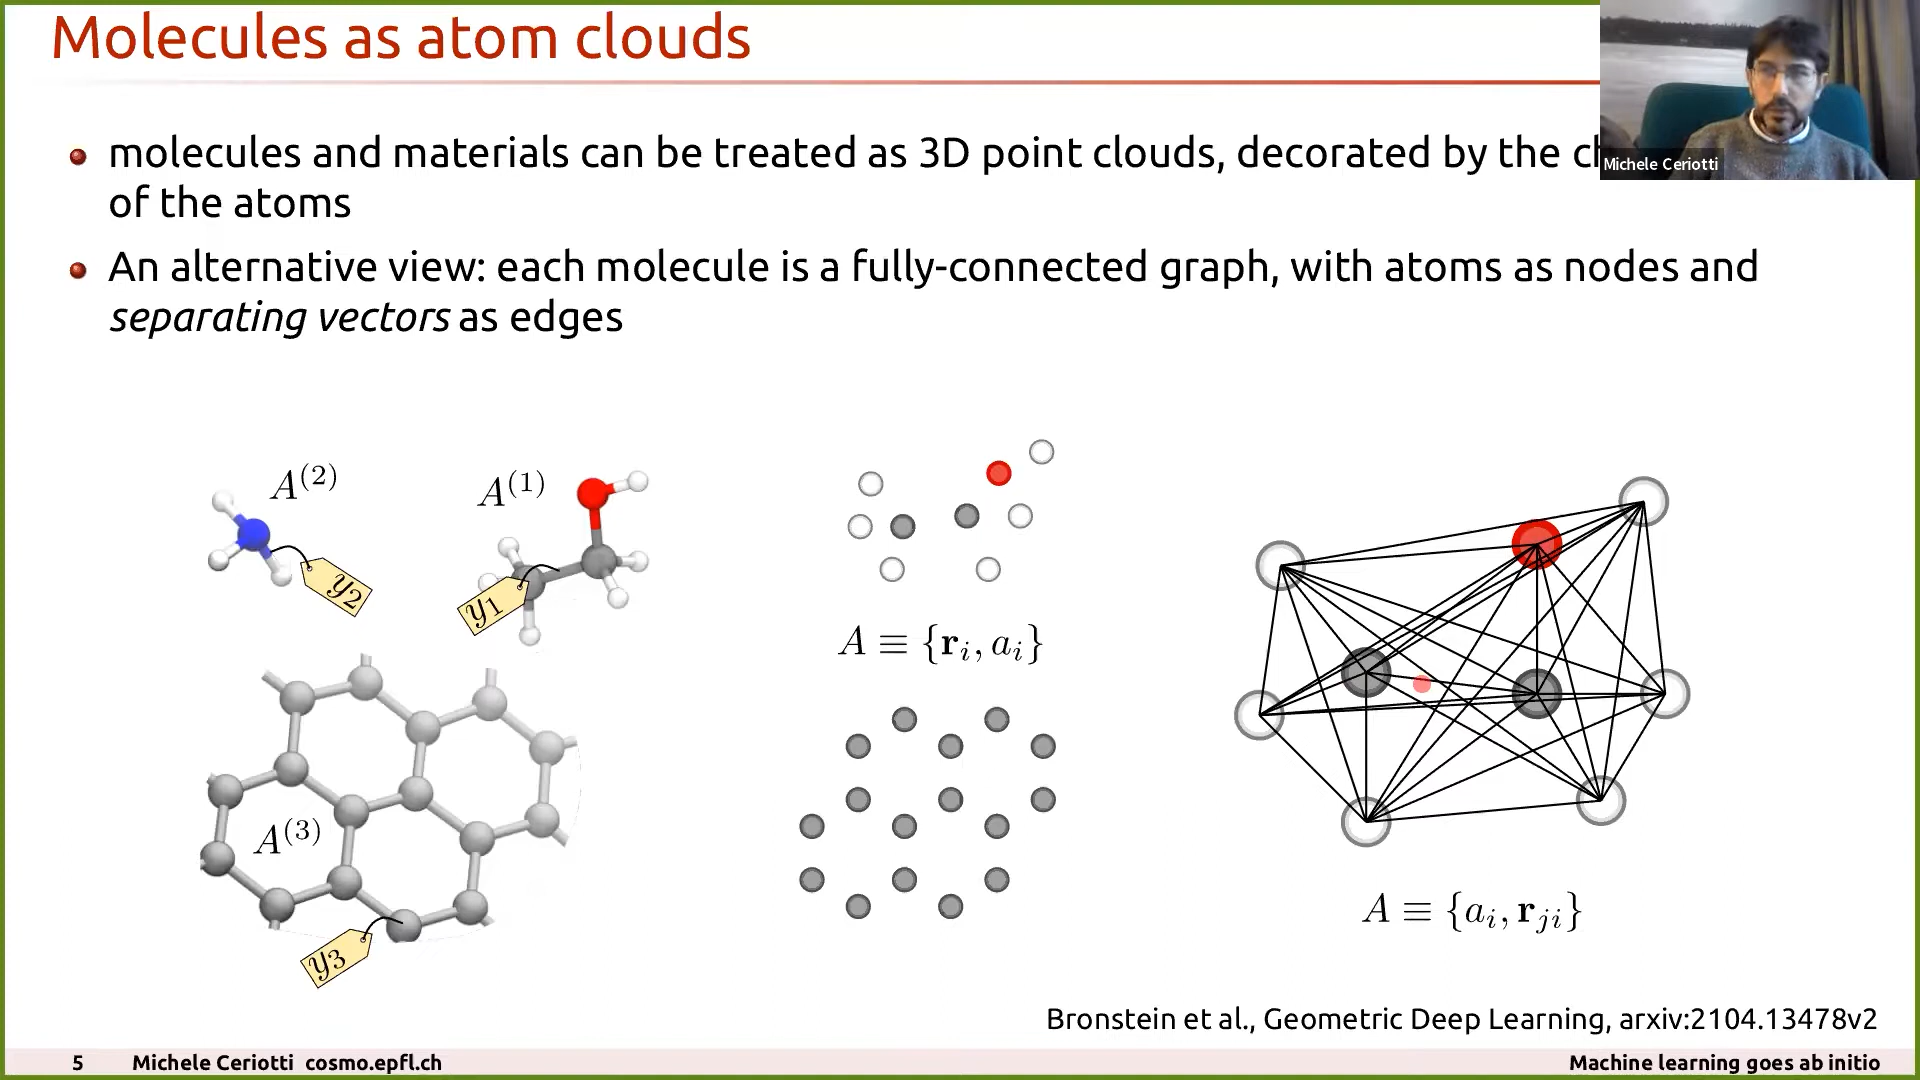 Molecules as atom clouds
molecules and materials can be treated as 3D point clouds, decorated by the
of the atoms
An alternative view: each molecule is a fully-connected graph, with atoms as nodes and
separating vectors as edges
Michele Ceriotti
A⁽²⁾
A⁽¹⁾
y₂
y₁
A ≡ {rᵢ, aᵢ}
A⁽³⁾
y₃
A ≡ {aᵢ, rⱼᵢ}
Bronstein et al., Geometric Deep Learning, arxiv:2104.13478v2
5 Michele Ceriotti cosmo.epfl.ch Machine learning goes ab initio